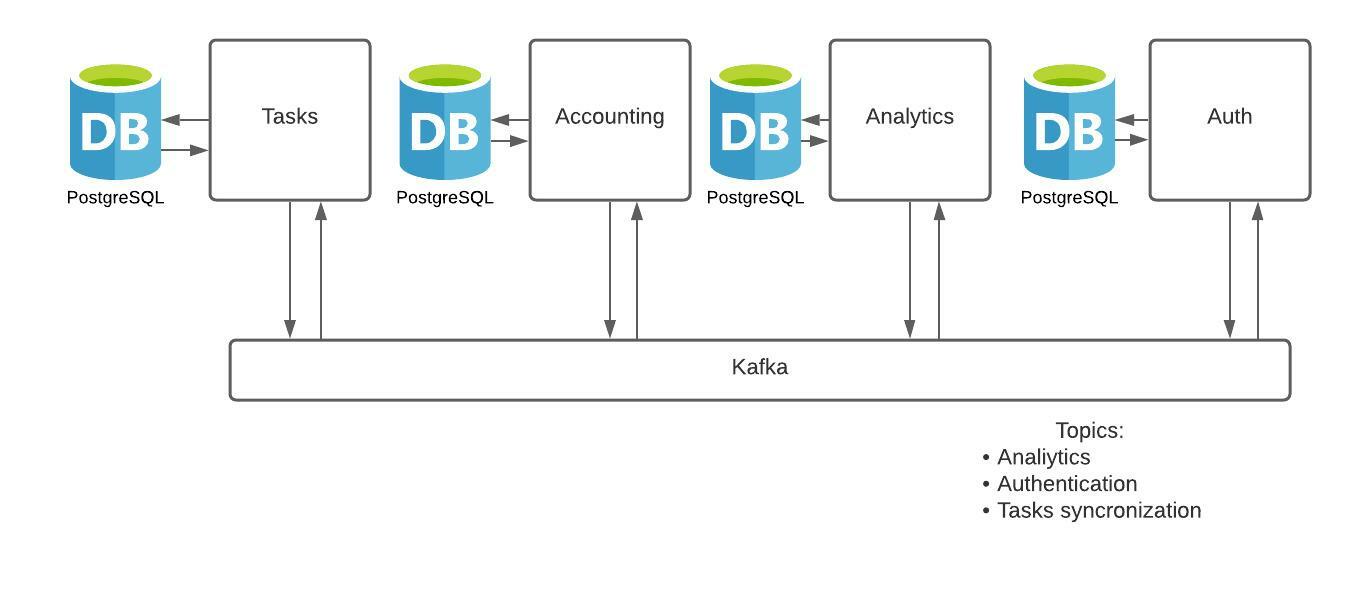 Tasks
Accounting
Analytics
Auth
DB
DB
DB
DB
PostgreSQL
PostgreSQL
PostgreSQL
PostgreSQL
Kafka
Topics:
• Analiytics
• Authentication
• Tasks syncronization